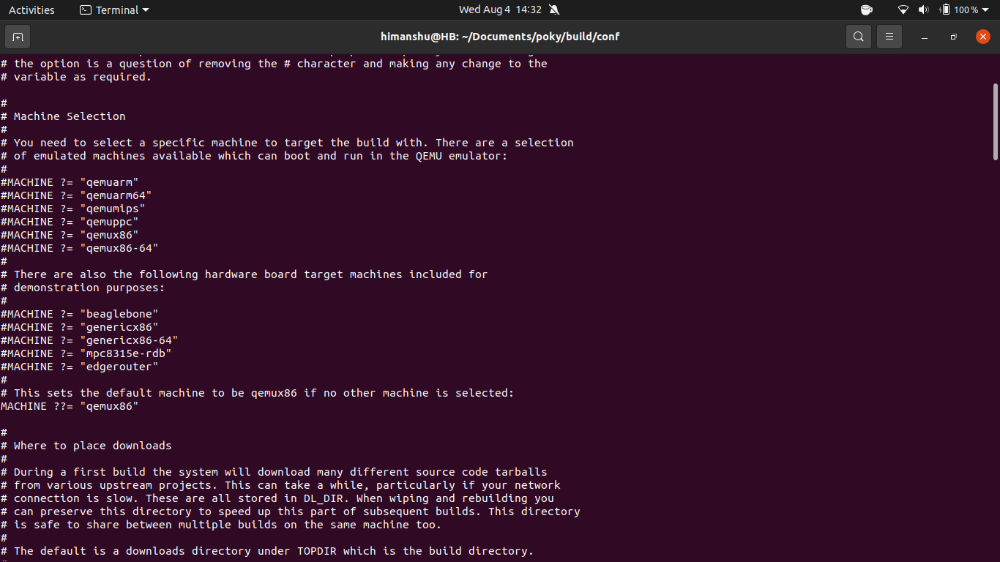 Activities
Terminal
Wed Aug 4 14:32
100 %
himanshu@HB: ~/Documents/poky/build/conf
# the option is a question of removing the # character and making any change to the
# variable as required.
#
# Machine Selection
#
# You need to select a specific machine to target the build with. There are a selection
# of emulated machines available which can boot and run in the QEMU emulator:
#
#MACHINE ?= "qemuarm"
#MACHINE ?= "qemuarm64"
#MACHINE ?= "qemumips"
#MACHINE ?= "qemuppc"
#MACHINE ?= "qemux86"
#MACHINE ?= "qemux86-64"
#
# There are also the following hardware board target machines included for
# demonstration purposes:
#
#MACHINE ?= "beaglebone"
#MACHINE ?= "genericx86"
#MACHINE ?= "genericx86-64"
#MACHINE ?= "mpc8315e-rdb"
#MACHINE ?= "edgerouter"
#
# This sets the default machine to be qemux86 if no other machine is selected:
MACHINE ??= "qemux86"
#
# Where to place downloads
#
# During a first build the system will download many different source code tarballs
# from various upstream projects. This can take a while, particularly if your network
# connection is slow. These are all stored in DL_DIR. When wiping and rebuilding you
# can preserve this directory to speed up this part of subsequent builds. This directory
# is safe to share between multiple builds on the same machine too.
#
# The default is a downloads directory under TOPDIR which is the build directory.